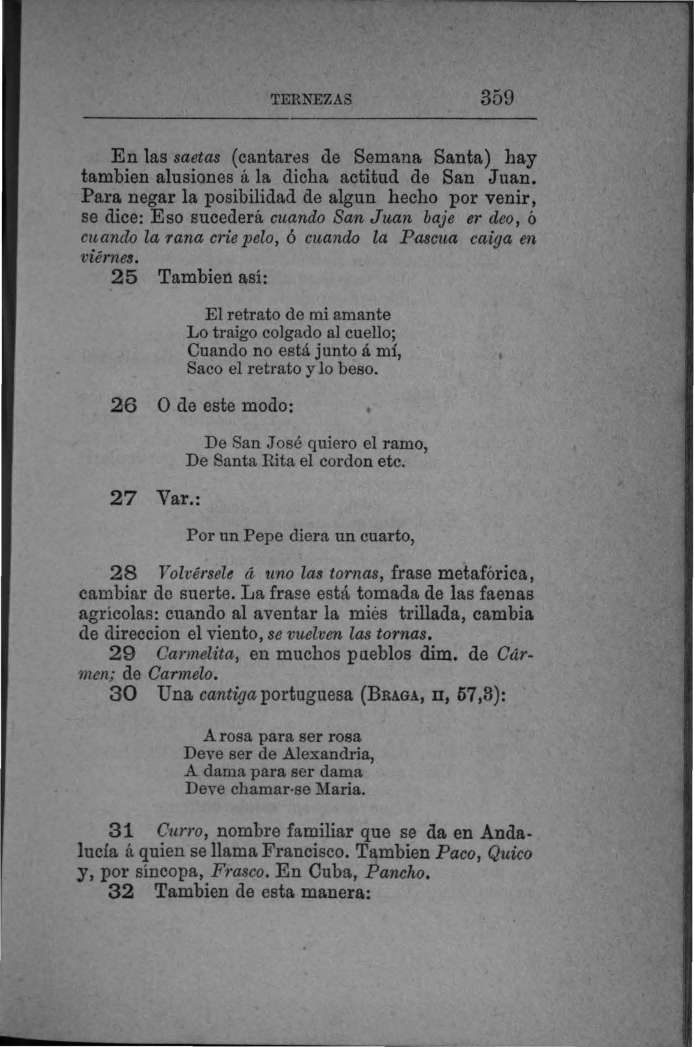 TERNEZAS 359
En las saetas (cantares de Semana Santa) hay
tambien alusiones á la dicha actitud de San Juan.
Para negar la posibilidad de algun hecho por venir,
se dice: Eso sucederá cuando San Juan baje er deo, ó
cuando la rana crie pelo, ó cuando la Pascua caiga en
viérnes.
25 Tambien así:
El retrato de mi amante
Lo traigo colgado al cuello;
Cuando no está junto á mí,
Saco el retrato y lo beso.
26 O de este modo:
De San José quiero el ramo,
De Santa Rita el cordon etc.
27 Var.:
Por un Pepe diera un cuarto,
28 Volvérsele á uno las tornas, frase metafórica,
cambiar de suerte. La frase está tomada de las faenas
agrícolas: cuando al aventar la miés trillada, cambia
de direccion el viento, se vuelven las tornas.
29 Carmelita, en muchos pueblos dim. de Cár-
men; de Carmelo.
30 Una cantiga portuguesa (BRAGA, II, 57,3):
A rosa para ser rosa
Deve ser de Alexandria,
A dama para ser dama
Deve chamar-se Maria.
31 Curro, nombre familiar que se da en Anda-
lucía á quien se llama Francisco. Tambien Paco, Quico
y, por síncopa, Frasco. En Cuba, Pancho.
32 Tambien de esta manera: